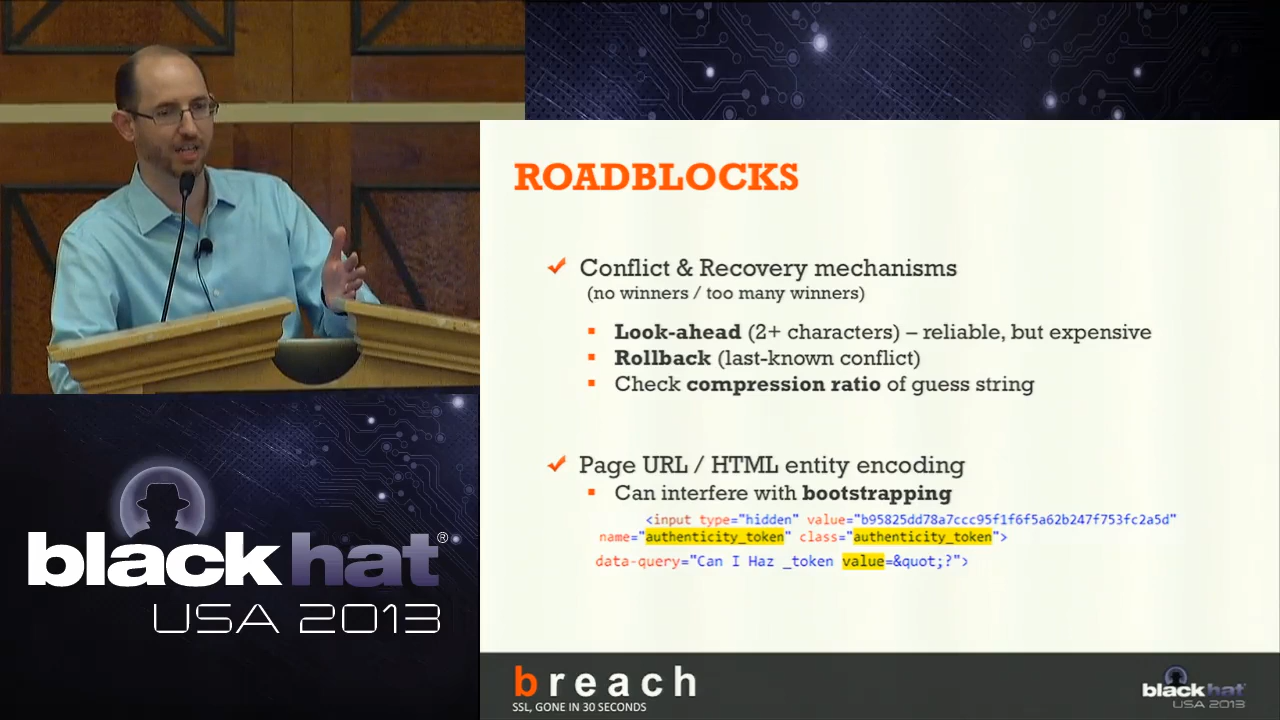 ROADBLOCKS
Conflict & Recovery mechanisms
(no winners / too many winners)
Look-ahead (2+ characters) – reliable, but expensive
Rollback (last-known conflict)
Check compression ratio of guess string
Page URL / HTML entity encoding
Can interfere with bootstrapping
<input type="hidden" value="b95825dd78a7ccc95f1f6f5a62b247f753fc2a5d"
name="authenticity_token" class="authenticity_token">
data-query="Can I Haz _token value=&quot;?">
breach
SSL, GONE IN 30 SECONDS
black hat
USA 2013
black hat®
USA 2013